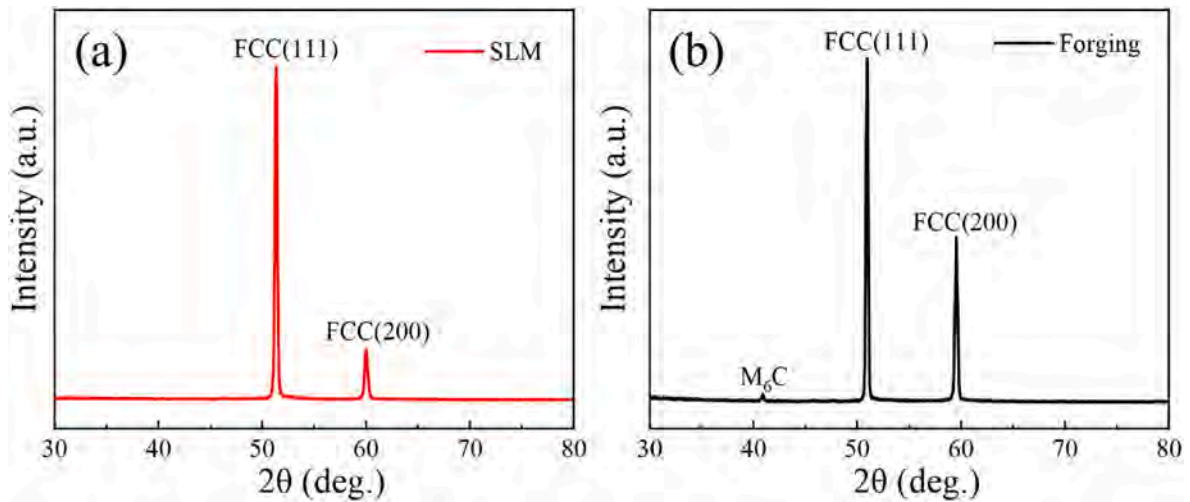 (a)
FCC(111)
SLM
FCC(200)
Intensity (a.u.)
30 40 50 60 70 80
2θ (deg.)
(b)
FCC(111)
Forging
FCC(200)
M₆C
Intensity (a.u.)
30 40 50 60 70 80
2θ (deg.)